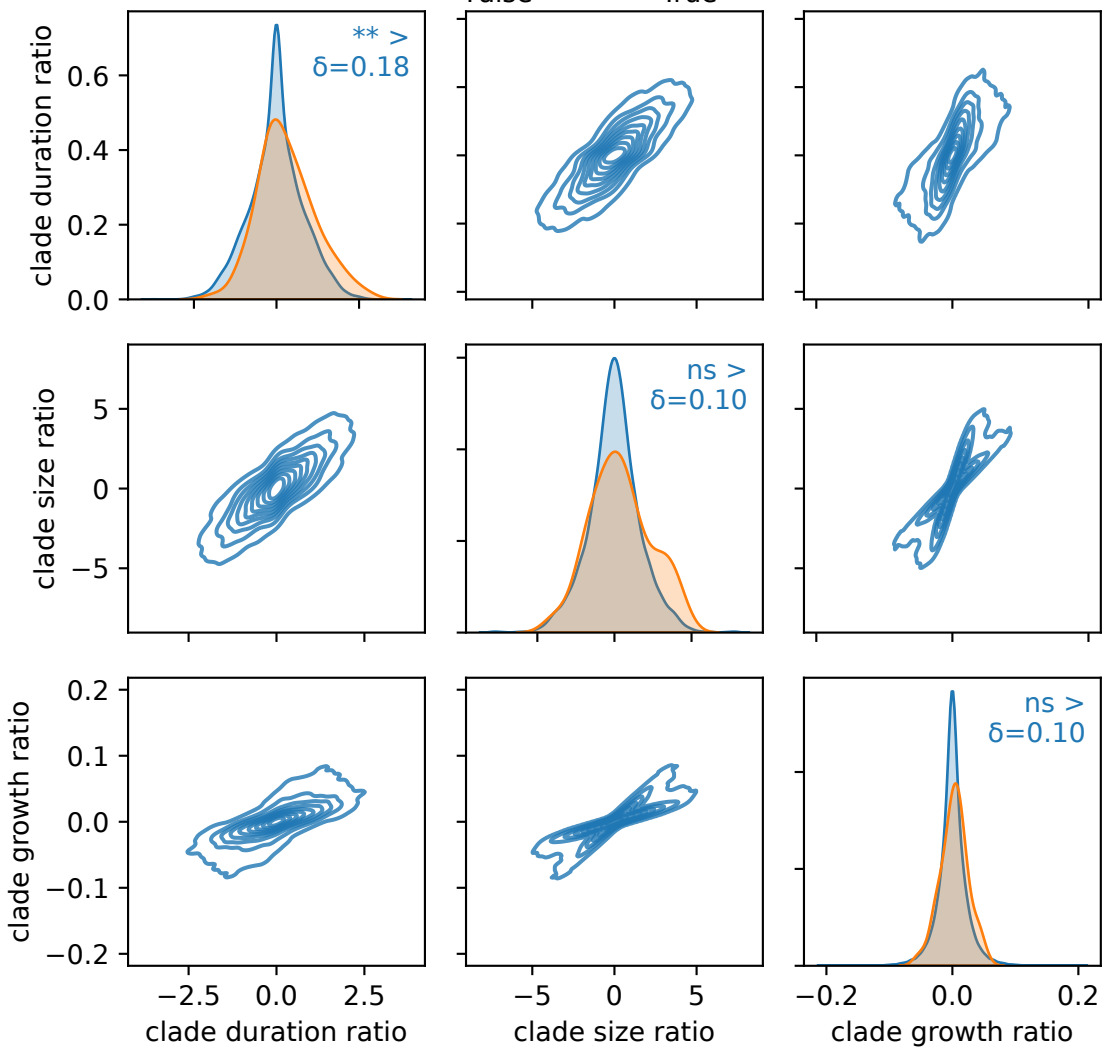 clade duration ratio
0.6
0.4
0.2
0.0
** >
δ=0.18
clade size ratio
5
0
−5
ns >
δ=0.10
clade growth ratio
0.2
0.1
0.0
−0.1
−0.2
ns >
δ=0.10
−2.5 0.0 2.5
clade duration ratio
−5 0 5
clade size ratio
−0.2 0.0 0.2
clade growth ratio